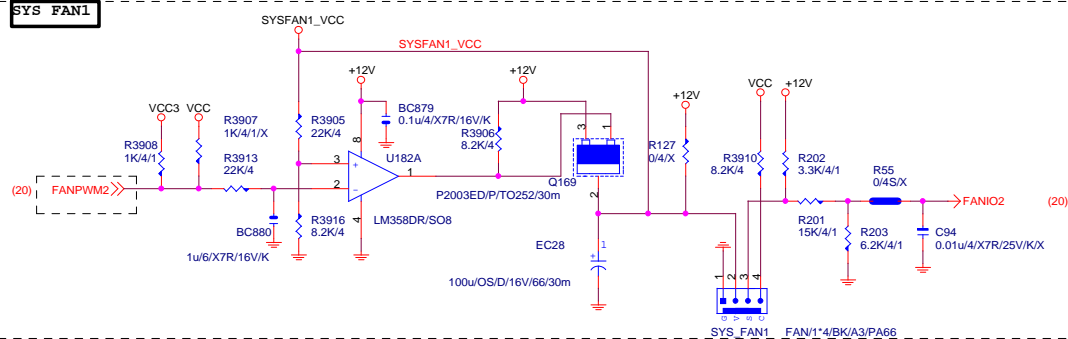 SYS FAN1
SYSFAN1_VCC
SYSFAN1_VCC
+12V
+12V
+12V
VCC
+12V
VCC3
VCC
R3907
1K/4/1/X
R3908
1K/4/1
R3905
22K/4
BC879
0.1u/4/X7R/16V/K
R3906
8.2K/4
3
1
R127
0/4/X
R3910
8.2K/4
R202
3.3K/4/1
R3913
22K/4
8
3
+
2
-
1
4
U182A
LM358DR/SO8
Q169
2
P2003ED/P/TO252/30m
R55
0/4S/X
(20)
FANPWM2
FANIO2
(20)
R3916
8.2K/4
BC880
1u/6/X7R/16V/K
R201
15K/4/1
R203
6.2K/4/1
C94
0.01u/4/X7R/25V/K/X
EC28
1
+
100u/OS/D/16V/66/30m
1
2
3
4
G
V
S
C
SYS_FAN1
FAN/1*4/BK/A3/PA66